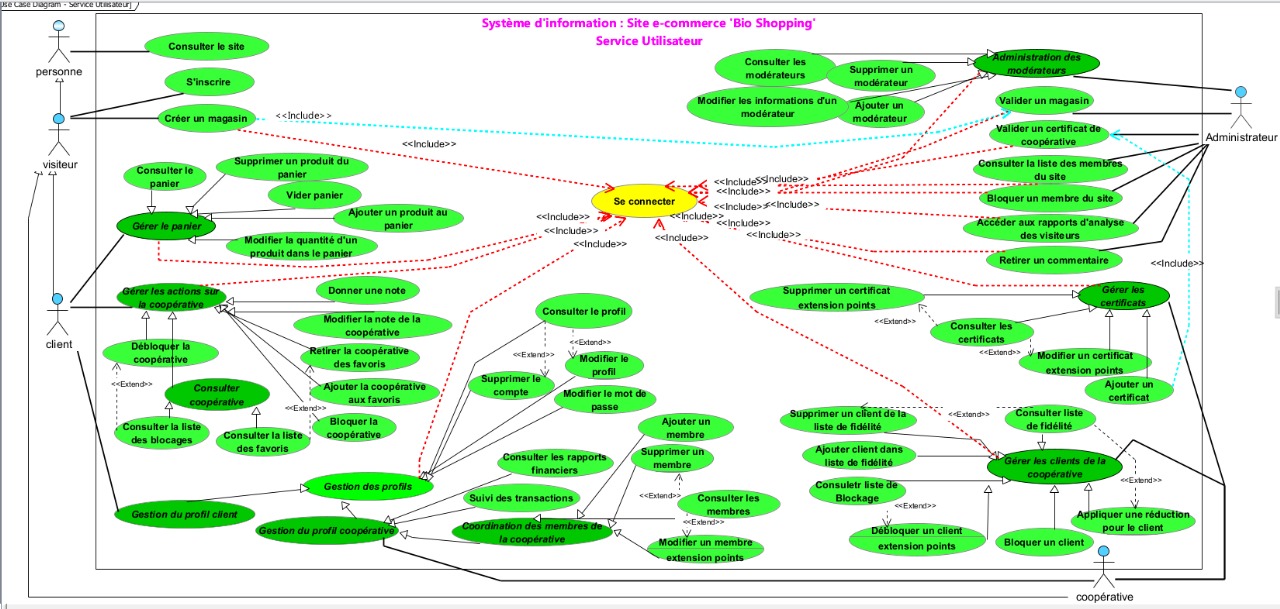 Use Case Diagram - Service Utilisateur
Système d'information : Site e-commerce 'Bio Shopping'
Service Utilisateur
personne
Consulter le site
S'inscrire
visiteur
Créer un magasin
<<Include>>
<<Include>>
Consulter les
modérateurs
Supprimer un
modérateur
Modifier les informations d'un
modérateur
Ajouter un
modérateur
Administration des
modérateurs
Valider un magasin
Valider un certificat de
coopérative
Administrateur
Consulter la liste des membres
du site
Bloquer un membre du site
Accéder aux rapports d'analyse
des visiteurs
Retirer un commentaire
<<Include>>
Consulter le
panier
Supprimer un produit du
panier
Vider panier
Ajouter un produit au
panier
Gérer le panier
Modifier la quantité d'un
produit dans le panier
Se connecter
<<Include>>
<<Include>>
<<Include>>
<<Include>>
<<Include>>
<<Include>>
<<Include>>
<<Include>>
<<Include>>
<<Include>>
<<Include>>
<<Include>>
client
Gérer les actions sur
la coopérative
Donner une note
Modifier la note de la
coopérative
Débloquer la
coopérative
Retirer la coopérative
des favoris
Consulter
coopérative
Ajouter la coopérative
aux favoris
<<Extend>>
<<Extend>>
Consulter la liste
des blocages
Consulter la liste
des favoris
Bloquer la
coopérative
Consulter le profil
<<Extend>>
<<Extend>>
Modifier le
profil
Supprimer le
compte
Modifier le mot de
passe
Supprimer un certificat
extension points
Gérer les
certificats
<<Extend>>
Consulter les
certificats
<<Extend>>
Modifier un certificat
extension points
Ajouter un
certificat
Supprimer un client de la
liste de fidélité
<<Extend>>
Consulter liste
de fidélité
Ajouter client dans
liste de fidélité
Gérer les clients de la
coopérative
Consuletr liste de
Blockage
<<Extend>>
<<Extend>>
Débloquer un client
extension points
Bloquer un client
Appliquer une réduction
pour le client
Ajouter un
membre
Supprimer un
membre
Consulter les rapports
financiers
Gestion des profils
Suivi des transactions
<<Extend>>
Consulter les
membres
Gestion du profil client
Gestion du profil coopérative
Coordination des membres de
la coopérative
<<Extend>>
Modifier un membre
extension points
coopérative